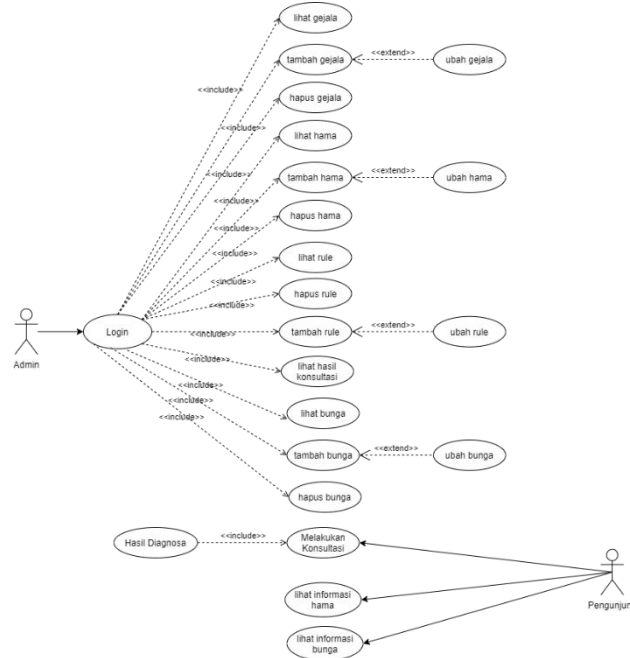 lihat gejala
tambah gejala
<<extend>>
ubah gejala
<<include>>
hapus gejala
<<include>>
<<include>>
lihat hama
<<include>>
tambah hama
<<extend>>
ubah hama
<<include>>
hapus hama
<<include>>
<<include>>
lihat rule
<<include>>
hapus rule
<<include>>
Admin
Login
<<include>>
tambah rule
<<extend>>
ubah rule
<<include>>
lihat hasil
konsultasi
<<include>>
lihat bunga
<<include>>
<<include>>
tambah bunga
<<extend>>
ubah bunga
hapus bunga
Hasil Diagnosa
<<include>>
Melakukan
Konsultasi
lihat informasi
hama
Pengunjur
lihat informasi
bunga